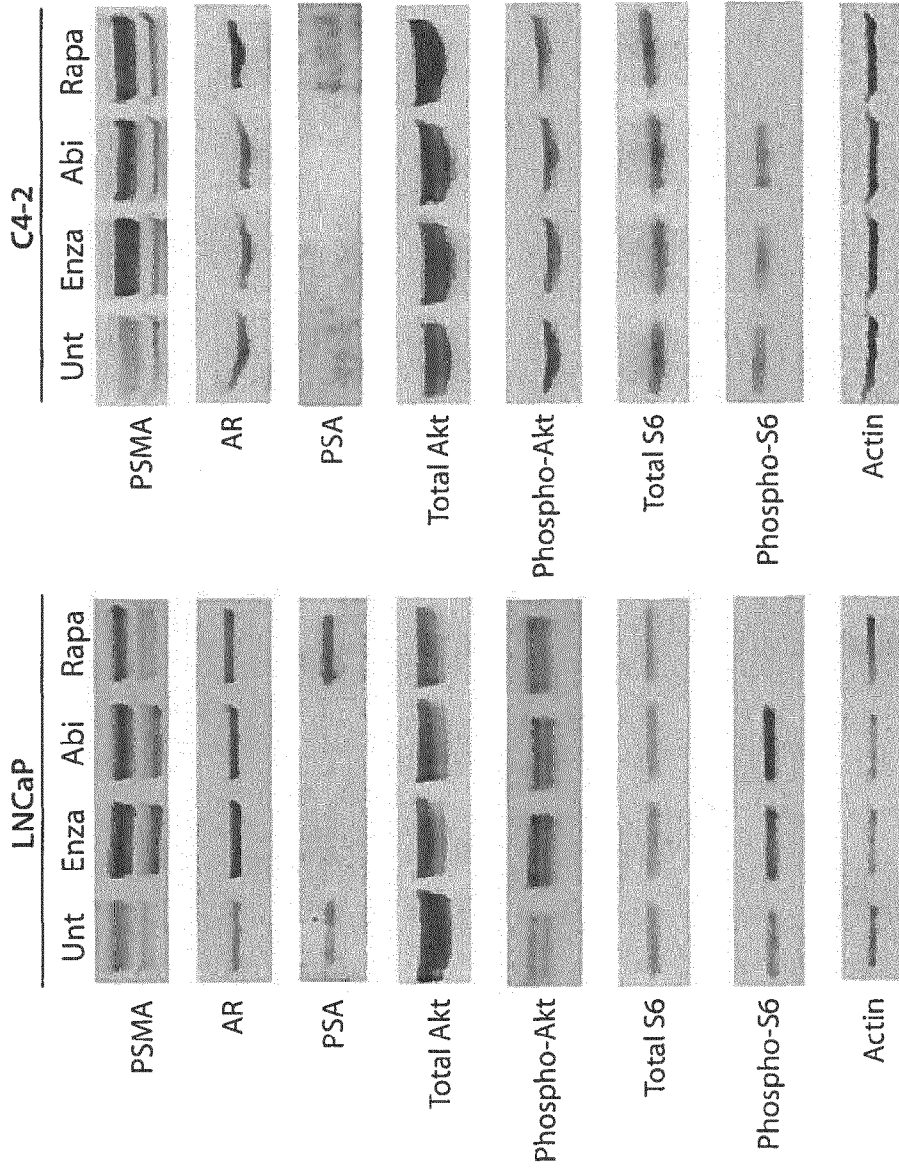 LNCaP
Unt Enza Abi Rapa
PSMA
AR
PSA
Total Akt
Phospho-Akt
Total S6
Phospho-S6
Actin
C4-2
Unt Enza Abi Rapa
PSMA
AR
PSA
Total Akt
Phospho-Akt
Total S6
Phospho-S6
Actin